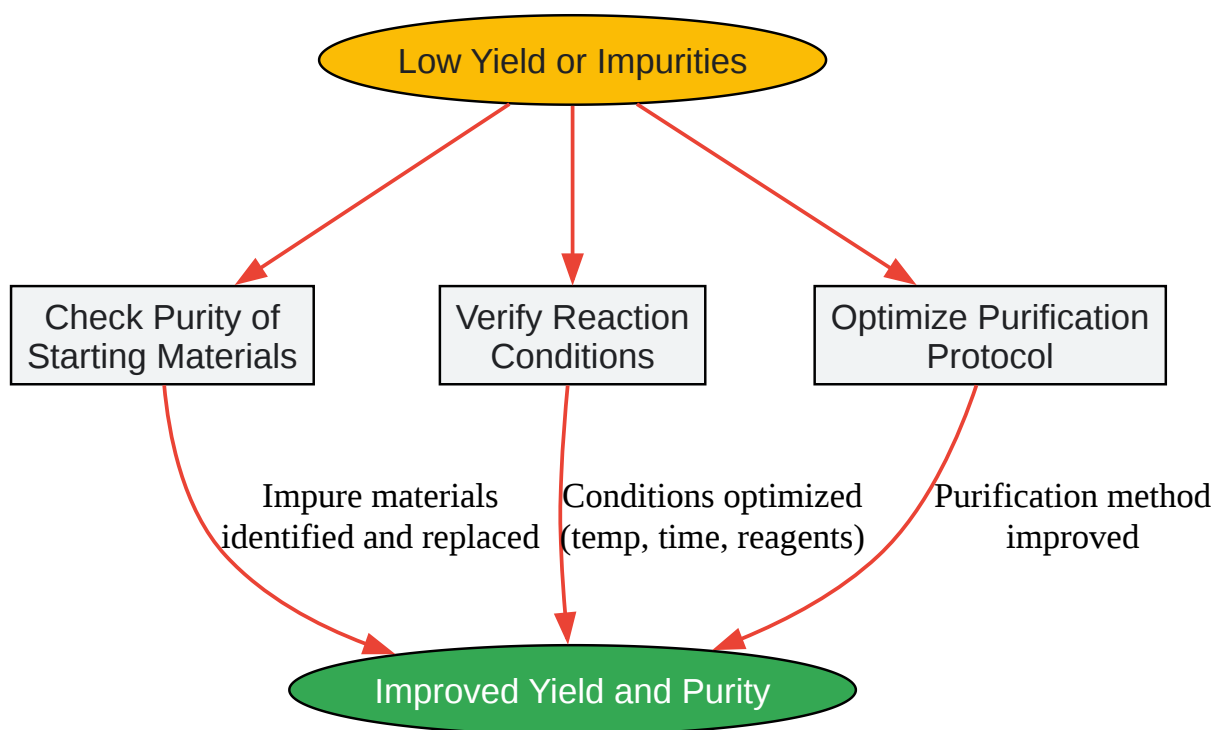 Low Yield or Impurities
Check Purity of
Starting Materials
Verify Reaction
Conditions
Optimize Purification
Protocol
Impure materials
identified and replaced
Conditions optimized
(temp, time, reagents)
Purification method
improved
Improved Yield and Purity